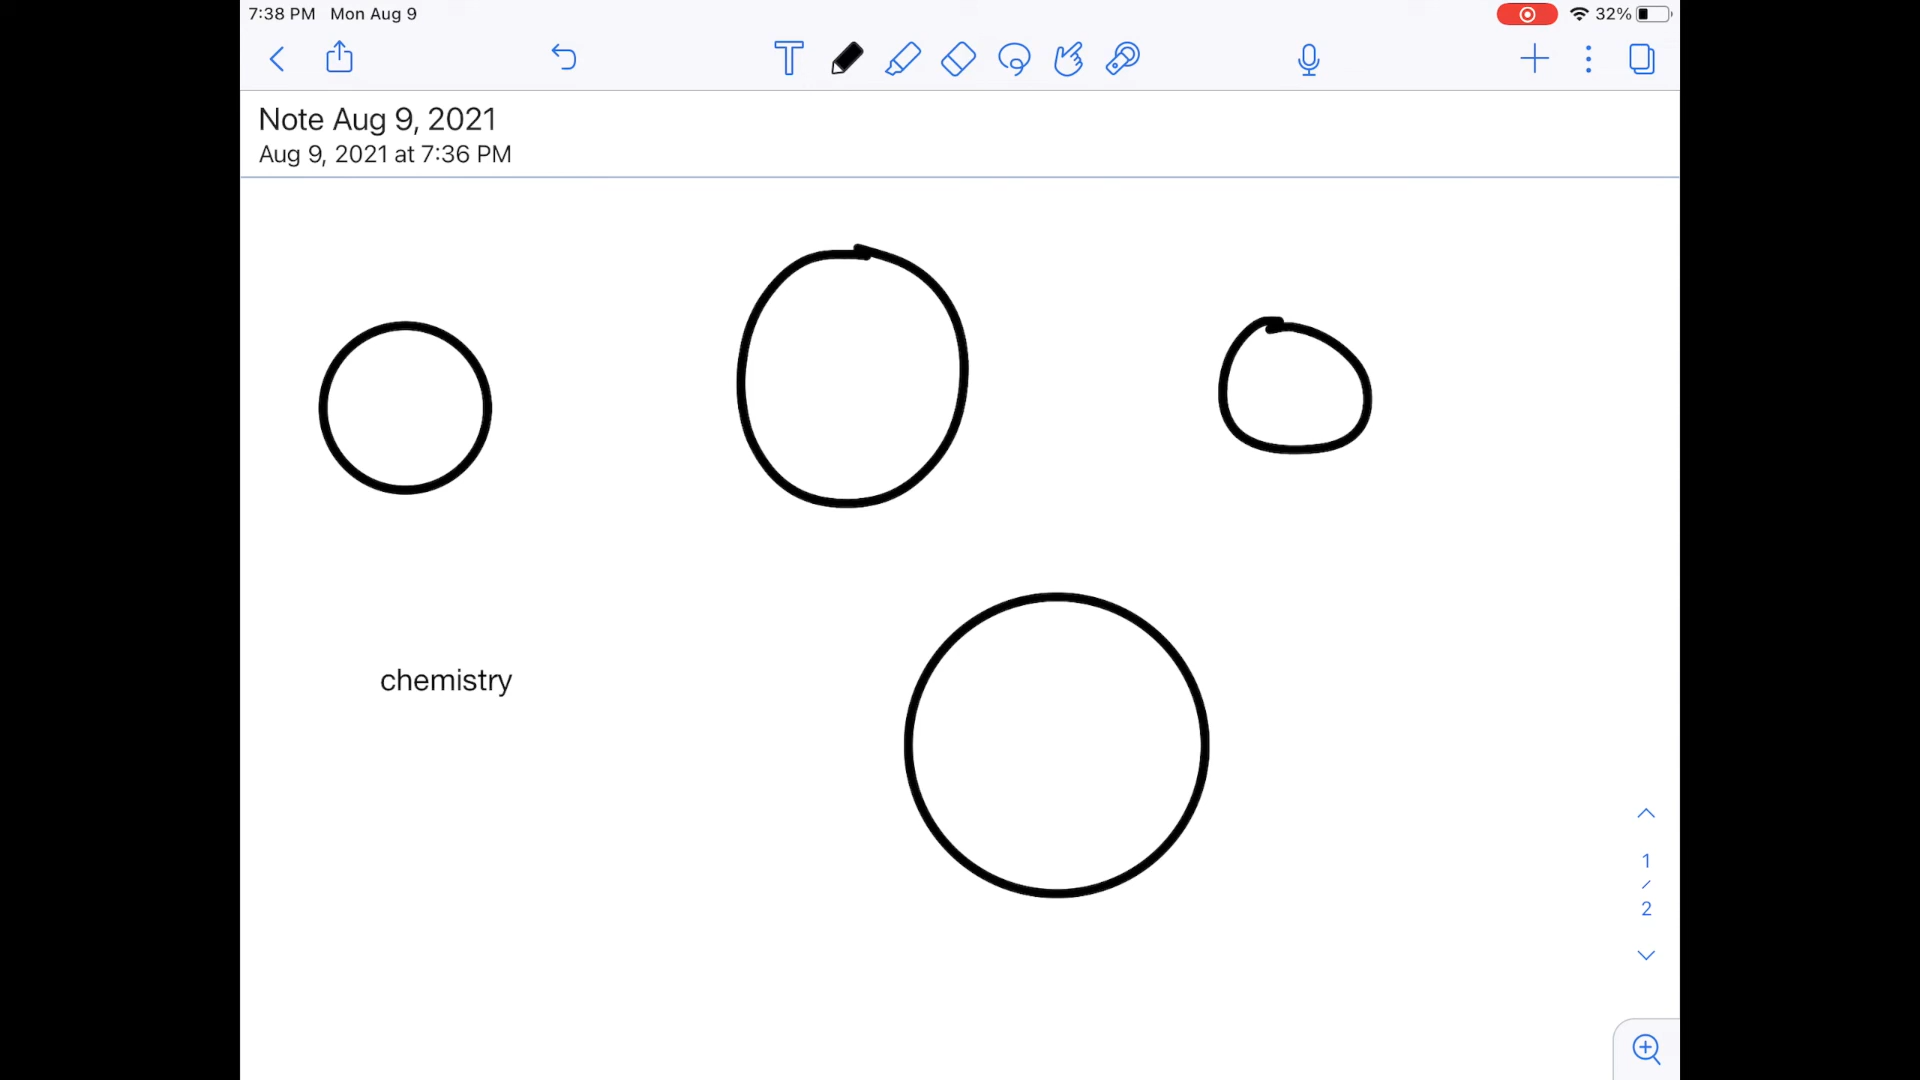 7:38 PM Mon Aug 9
32%
Note Aug 9, 2021
Aug 9, 2021 at 7:36 PM
chemistry
1
/
2